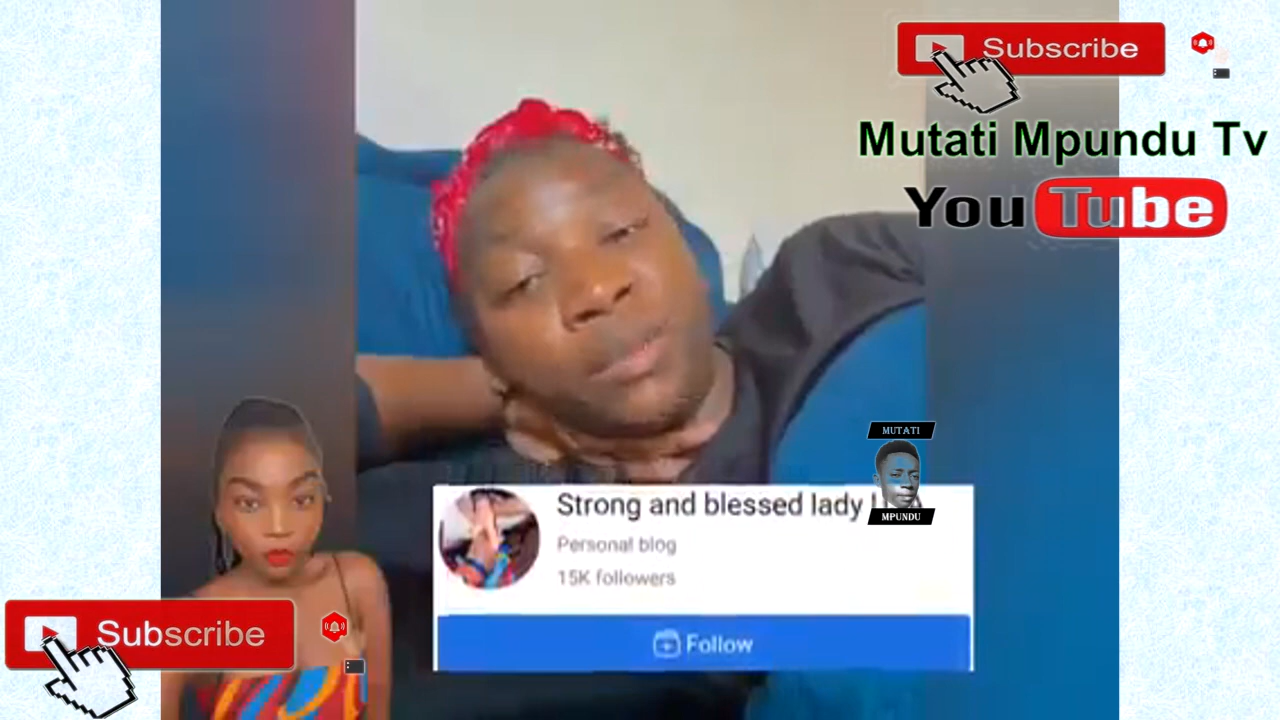 Subscribe
Mutati Mpundu Tv
YouTube
MUTATI
MPUNDU
Strong and blessed lady
Personal blog
15K followers
Follow
Subscribe